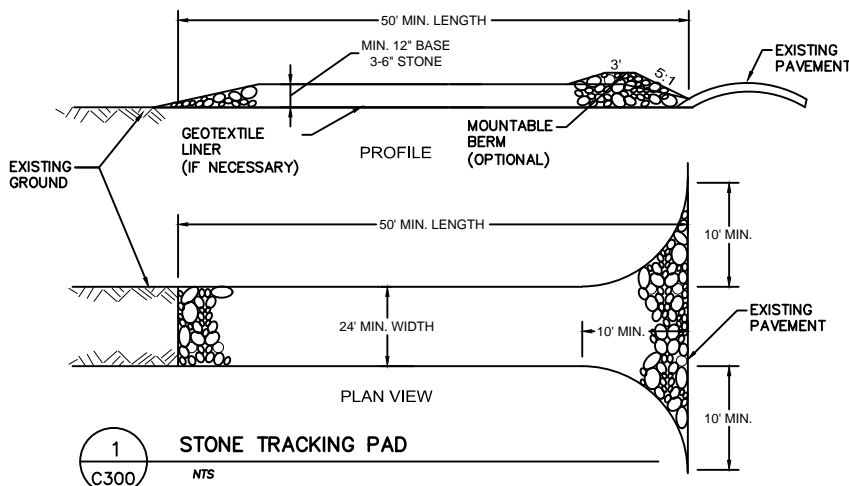 50' MIN. LENGTH
MIN. 12" BASE
3-6" STONE
3'
5:1
EXISTING
PAVEMENT
GEOTEXTILE
LINER
(IF NECESSARY)
MOUNTABLE
BERM
(OPTIONAL)
PROFILE
EXISTING
GROUND
50' MIN. LENGTH
10' MIN.
24' MIN. WIDTH
10' MIN.
EXISTING
PAVEMENT
10' MIN.
PLAN VIEW
1
C300
STONE TRACKING PAD
NTS